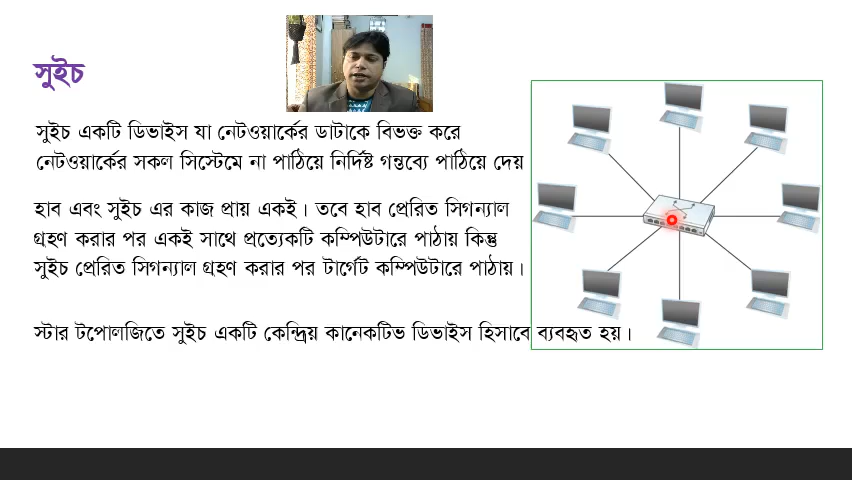 সুইচ
সুইচ একটি ডিভাইস যা নেটওয়ার্কের ডাটাকে বিভক্ত করে
নেটওয়ার্কের সকল সিস্টেমে না পাঠিয়ে নির্দিষ্ট গন্তব্যে পাঠিয়ে দেয়
হাব এবং সুইচ এর কাজ প্রায় একই। তবে হাব প্রেরিত সিগন্যাল
গ্রহণ করার পর একই সাথে প্রত্যেকটি কম্পিউটারে পাঠায় কিন্তু
সুইচ প্রেরিত সিগন্যাল গ্রহণ করার পর টার্গেট কম্পিউটারে পাঠায়।
স্টার টপোলজিতে সুইচ একটি কেন্দ্রিয় কানেকটিভ ডিভাইস হিসাবে ব্যবহৃত হয়।